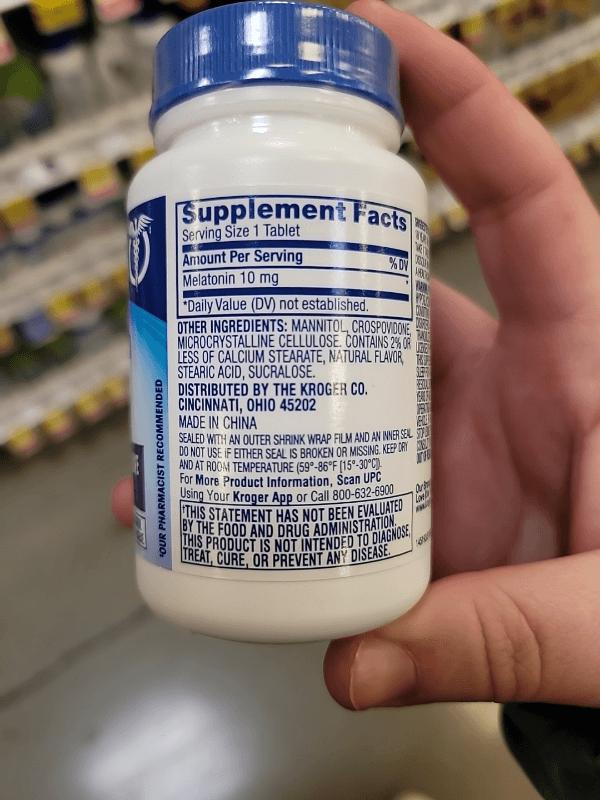 Supplement Facts
Serving Size 1 Tablet
Amount Per Serving % DV
Melatonin 10 mg *
*Daily Value (DV) not established.
OTHER INGREDIENTS: MANNITOL, CROSPOVIDONE,
MICROCRYSTALLINE CELLULOSE. CONTAINS 2% OR
LESS OF CALCIUM STEARATE, NATURAL FLAVOR,
STEARIC ACID, SUCRALOSE.
DISTRIBUTED BY THE KROGER CO.
CINCINNATI, OHIO 45202
MADE IN CHINA
SEALED WITH AN OUTER SHRINK WRAP FILM AND AN INNER SEAL.
DO NOT USE IF EITHER SEAL IS BROKEN OR MISSING. KEEP DRY
AND AT ROOM TEMPERATURE (59°-86°F [15°-30°C]).
For More Product Information, Scan UPC
Using Your Kroger App or Call 800-632-6900
†THIS STATEMENT HAS NOT BEEN EVALUATED
BY THE FOOD AND DRUG ADMINISTRATION.
THIS PRODUCT IS NOT INTENDED TO DIAGNOSE,
TREAT, CURE, OR PREVENT ANY DISEASE.
*OUR PHARMACIST RECOMMENDED